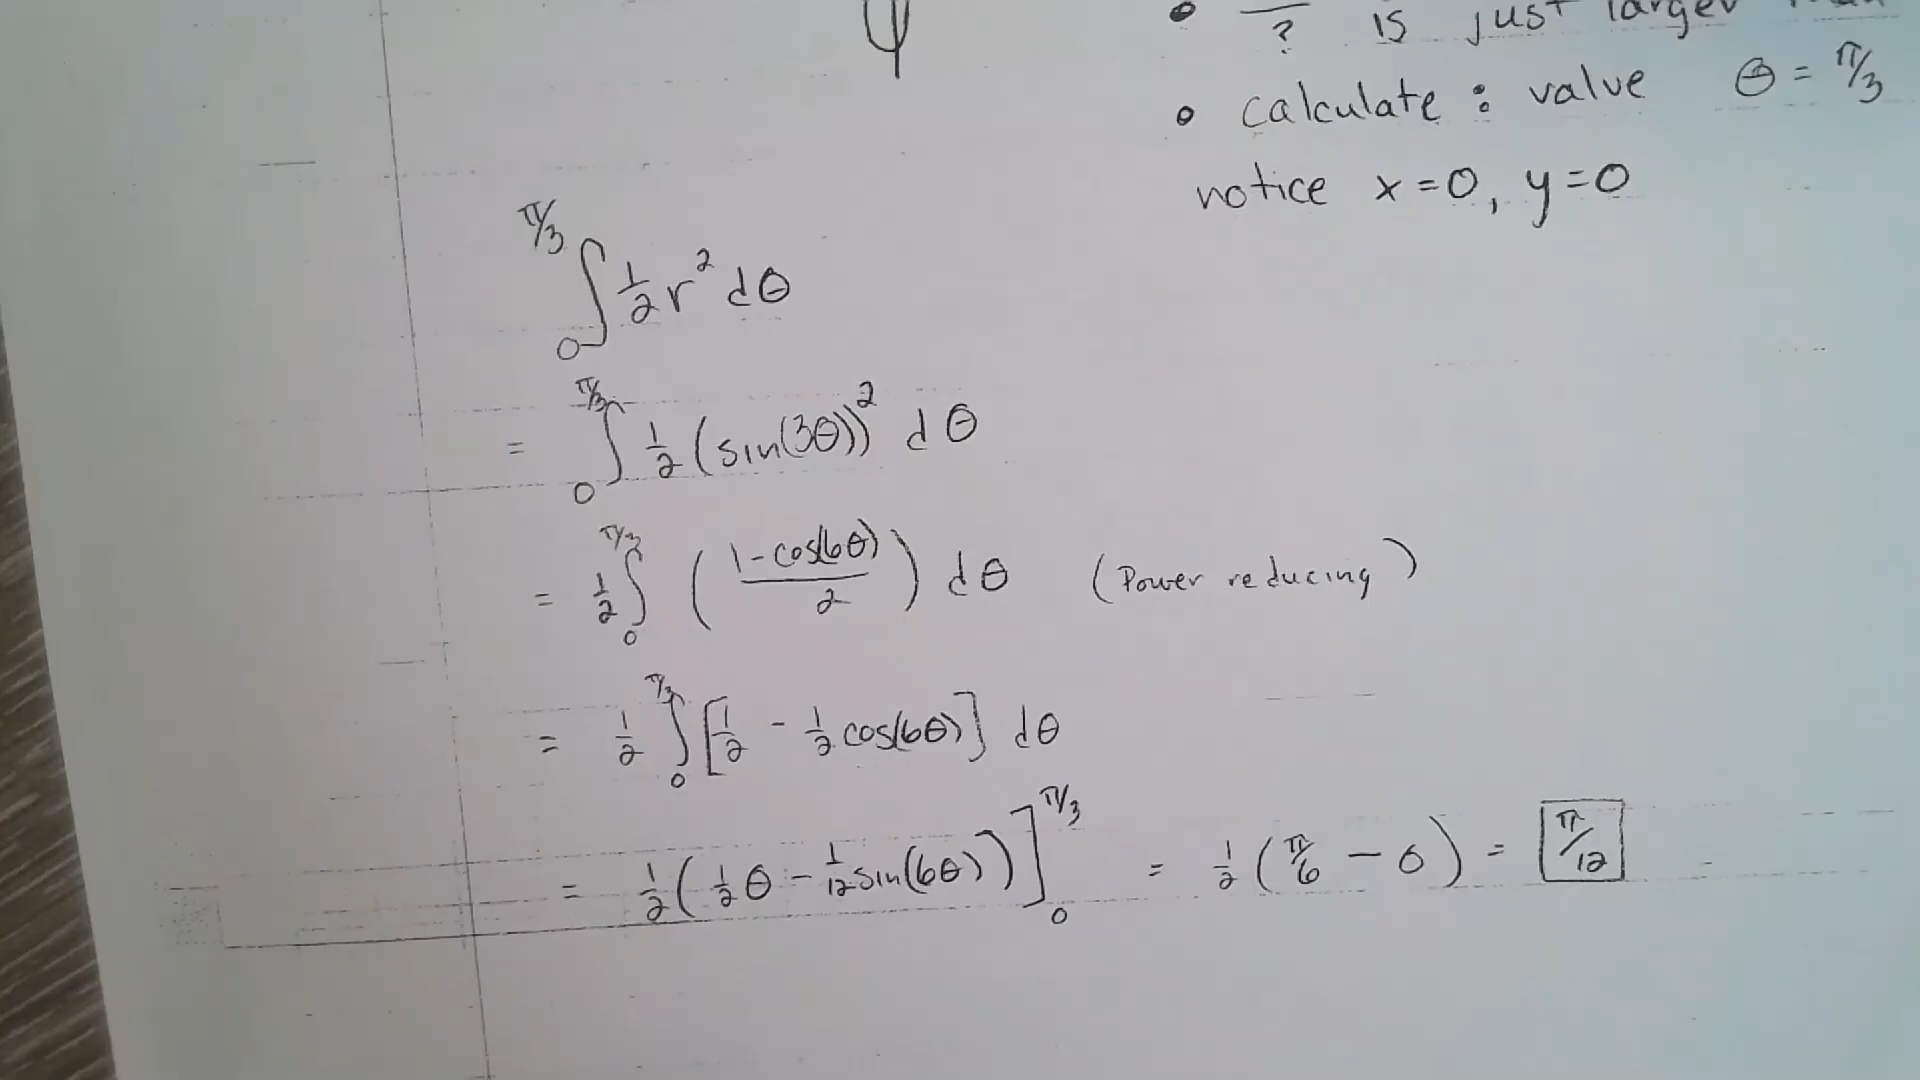 • — ? is just larger
• calculate : value θ = π/3
notice x=0, y=0
∫₀^{π/3} ½ r² dθ
= ∫₀^{π/3} ½ (sin(3θ))² dθ
= ½ ∫₀^{π/3} ( (1 - cos(6θ)) / 2 ) dθ (Power reducing)
= ½ ∫₀^{π/3} [½ - ½ cos(6θ)] dθ
= ½ ( ½ θ - 1/12 sin(6θ) ) ]₀^{π/3} = ½ ( π/6 - 0 ) = π/12